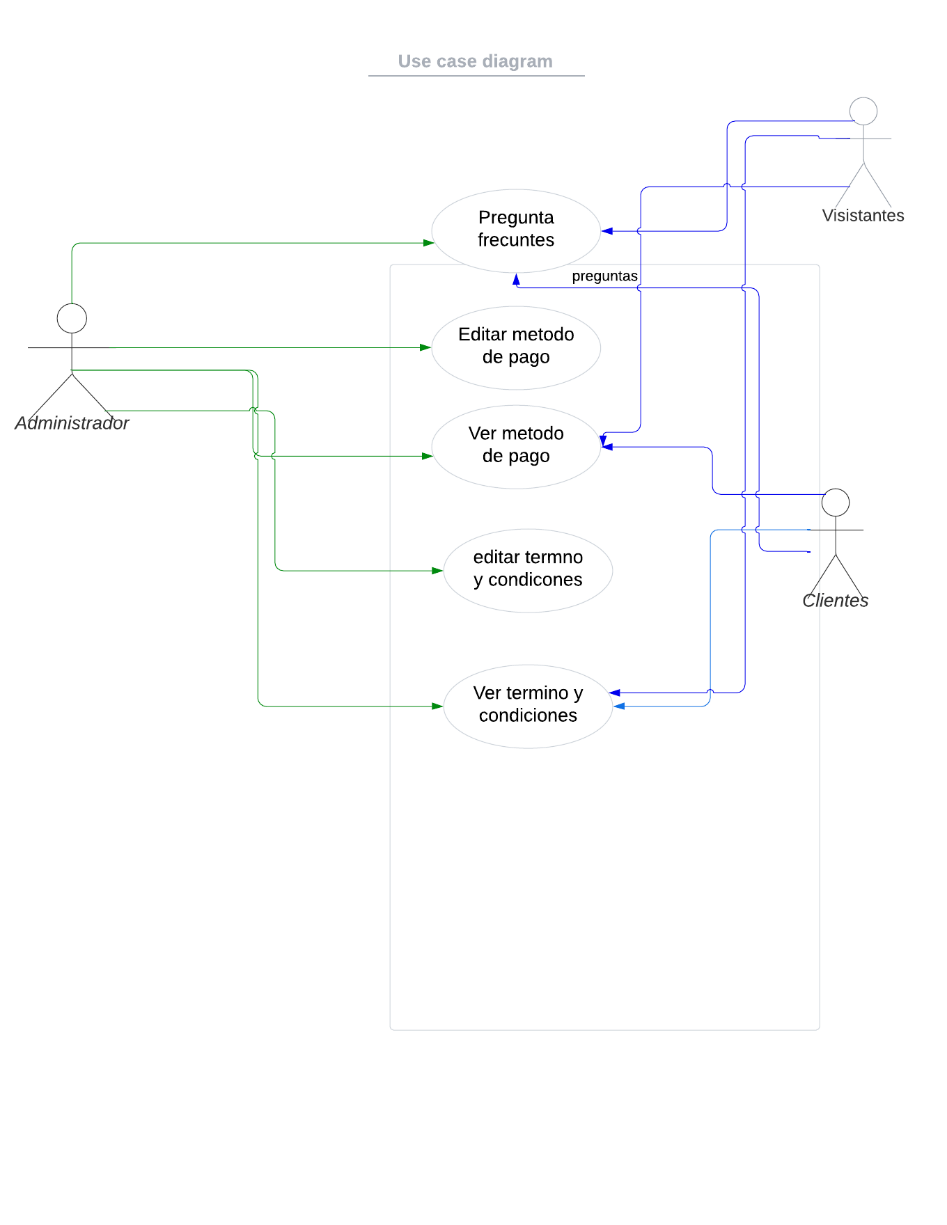 Use case diagram
Visistantes
Pregunta
frecuntes
preguntas
Editar metodo
de pago
Administrador
Ver metodo
de pago
editar termno
y condicones
Clientes
Ver termino y
condiciones